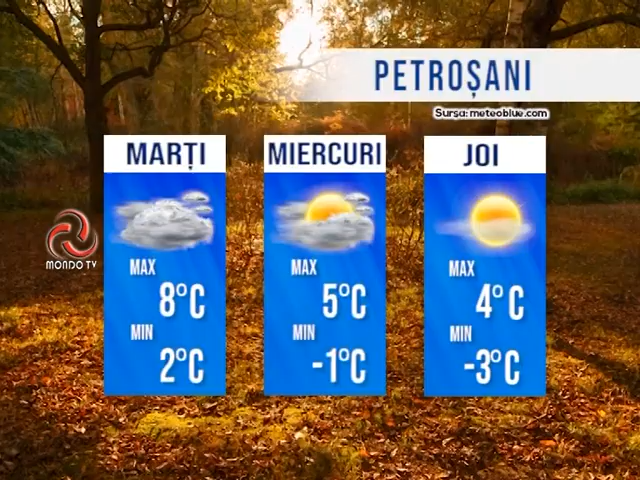 PETROȘANI
Sursa: meteoblue.com
MARȚI
MAX
8°C
MIN
2°C
MIERCURI
MAX
5°C
MIN
-1°C
JOI
MAX
4°C
MIN
-3°C
MONDO TV